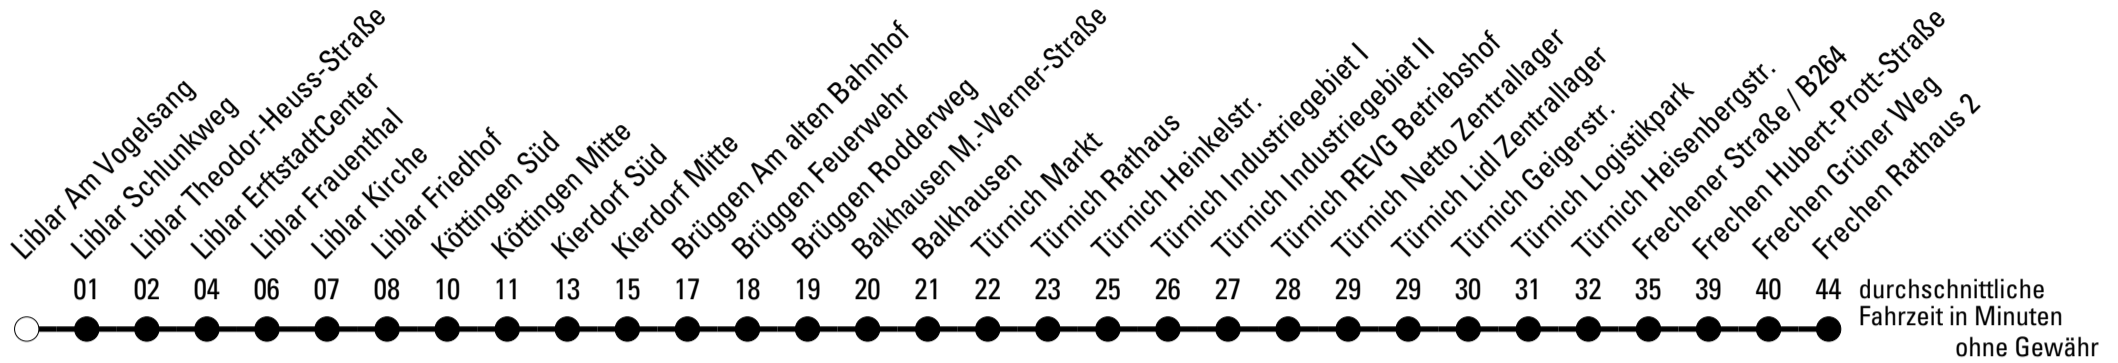 Liblar Am Vogelsang
Liblar Schlunkweg
Liblar Theodor-Heuss-Straße
Liblar ErftstadtCenter
Liblar Frauenthal
Liblar Kirche
Liblar Friedhof
Köttingen Süd
Köttingen Mitte
Kierdorf Süd
Kierdorf Mitte
Brüggen Am alten Bahnhof
Brüggen Feuerwehr
Brüggen Rodderweg
Balkhausen M.-Werner-Straße
Balkhausen
Türnich Markt
Türnich Rathaus
Türnich Heinkelstr.
Türnich Industriegebiet I
Türnich Industriegebiet II
Türnich REVG Betriebshof
Türnich Netto Zentrallager
Türnich Lidl Zentrallager
Türnich Geigerstr.
Türnich Logistikpark
Türnich Heisenbergstr.
Frechener Straße / B264
Frechen Hubert-Prott-Straße
Frechen Grüner Weg
Frechen Rathaus 2
01 02 04 06 07 08 10 11 13 15 17 18 19 20 21 22 23 25 26 27 28 29 29 30 31 32 35 39 40 44 durchschnittliche
Fahrzeit in Minuten
ohne Gewähr